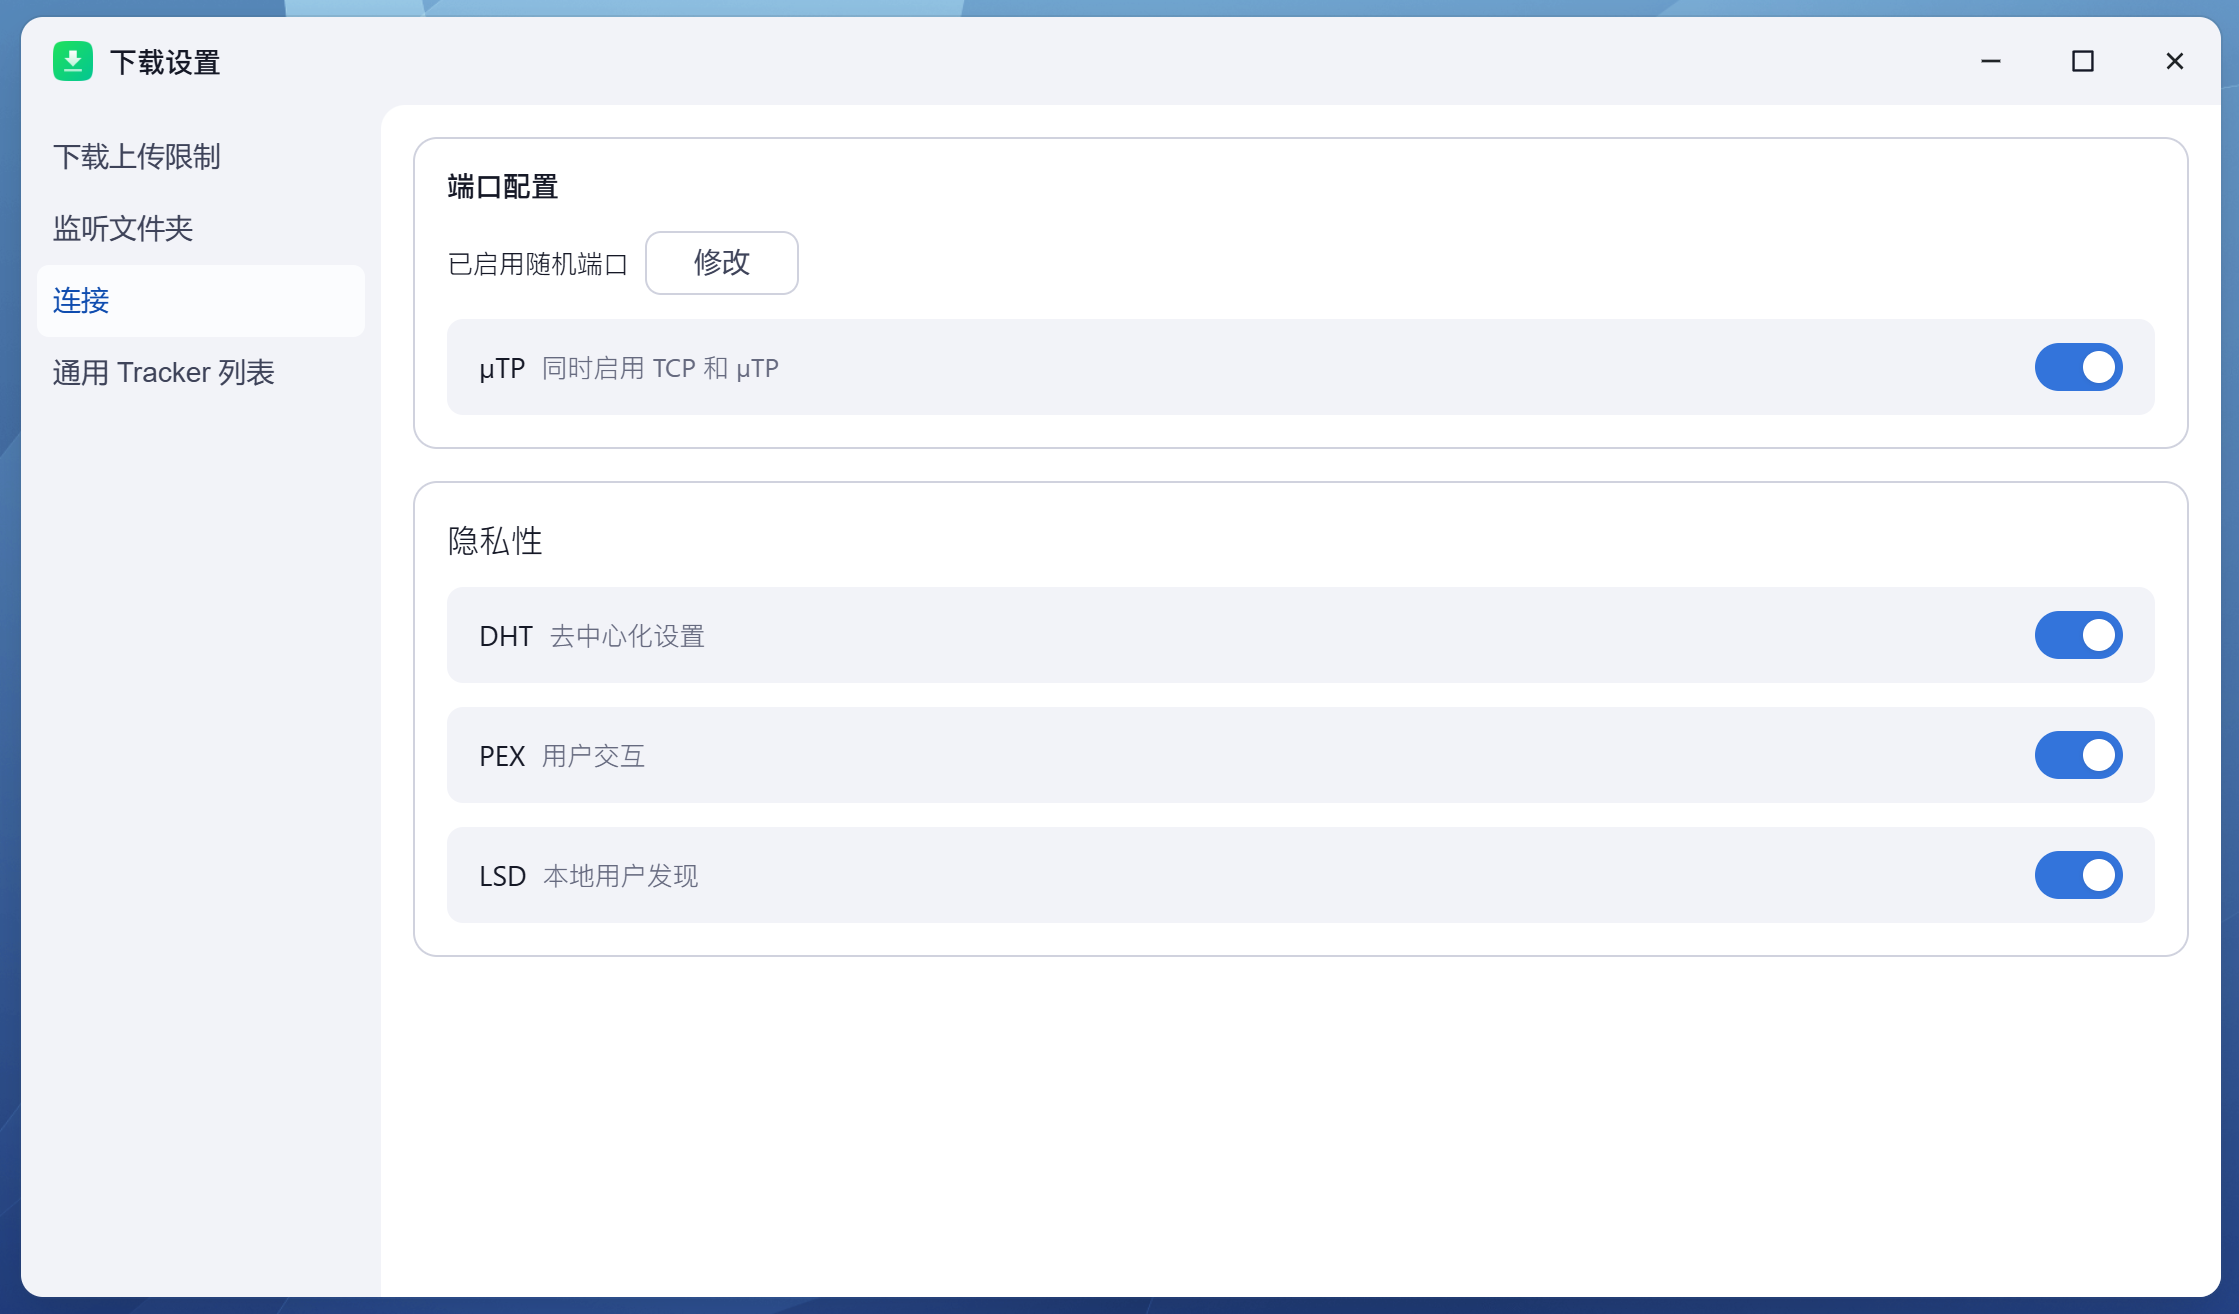 下载设置
下载上传限制
监听文件夹
连接
通用 Tracker 列表
端口配置
已启用随机端口 修改
μTP 同时启用 TCP 和 μTP
隐私性
DHT 去中心化设置
PEX 用户交互
LSD 本地用户发现